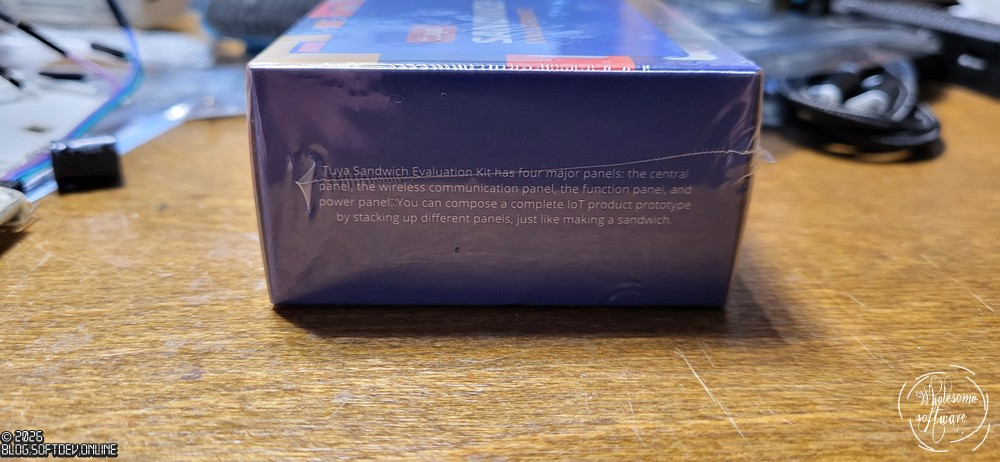 Tuya Sandwich Evaluation Kit has four major panels: the central
panel, the wireless communication panel, the function panel, and
power panel. You can compose a complete IoT product prototype
by stacking up different panels, just like making a sandwich.
© 2026
BLOG.SOFTDEV.ONLINE
Wholesome
software